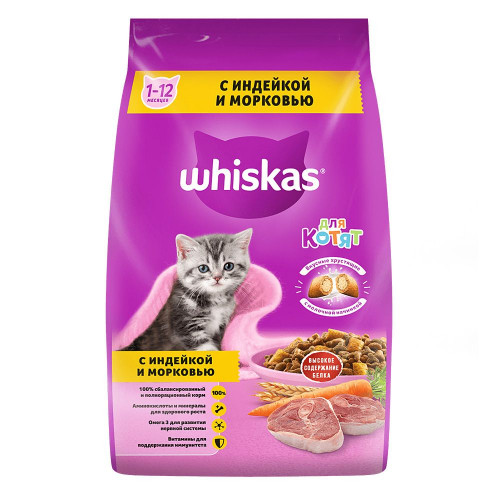 1-12
МЕСЯЦЕВ
С ИНДЕЙКОЙ
И МОРКОВЬЮ
whiskas®
для
КОТЯТ
Вкусные хрустящие
с молочной начинкой
С ИНДЕЙКОЙ
И МОРКОВЬЮ
ВЫСОКОЕ
СОДЕРЖАНИЕ
БЕЛКА
100% сбалансированный
и полнорационный корм
100%
Аминокислоты и минералы
для здорового роста
Омега 3 для развития
нервной системы
Витамины для
поддержания иммунитета